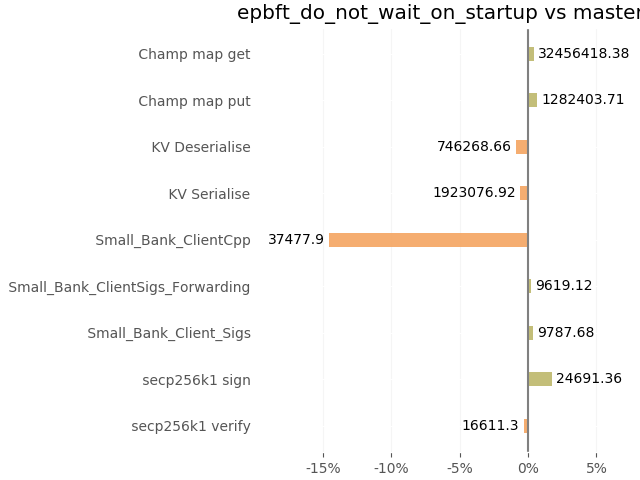 epbft_do_not_wait_on_startup vs master
Champ map get 32456418.38
Champ map put 1282403.71
KV Deserialise 746268.66
KV Serialise 1923076.92
Small_Bank_ClientCpp 37477.9
Small_Bank_ClientSigs_Forwarding 9619.12
Small_Bank_Client_Sigs 9787.68
secp256k1 sign 24691.36
secp256k1 verify 16611.3
-15% -10% -5% 0% 5%